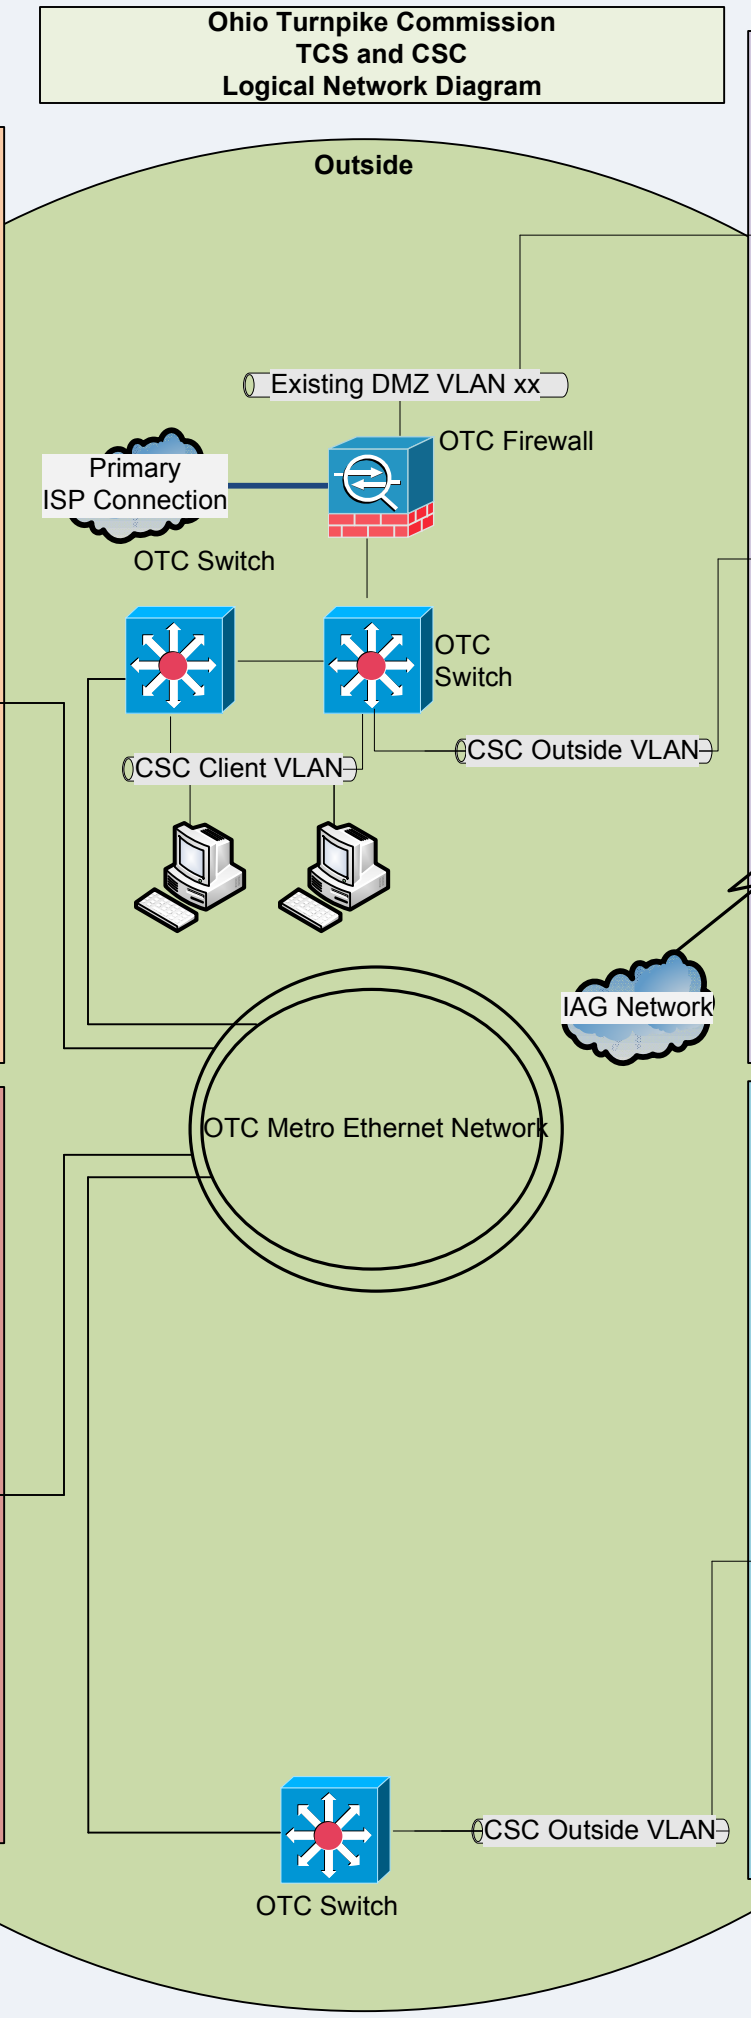 Ohio Turnpike Commission
TCS and CSC
Logical Network Diagram
Outside
Existing DMZ VLAN xx
OTC Firewall
Primary
ISP Connection
OTC Switch
OTC
Switch
CSC Outside VLAN
CSC Client VLAN
IAG Network
OTC Metro Ethernet Network
CSC Outside VLAN
OTC Switch